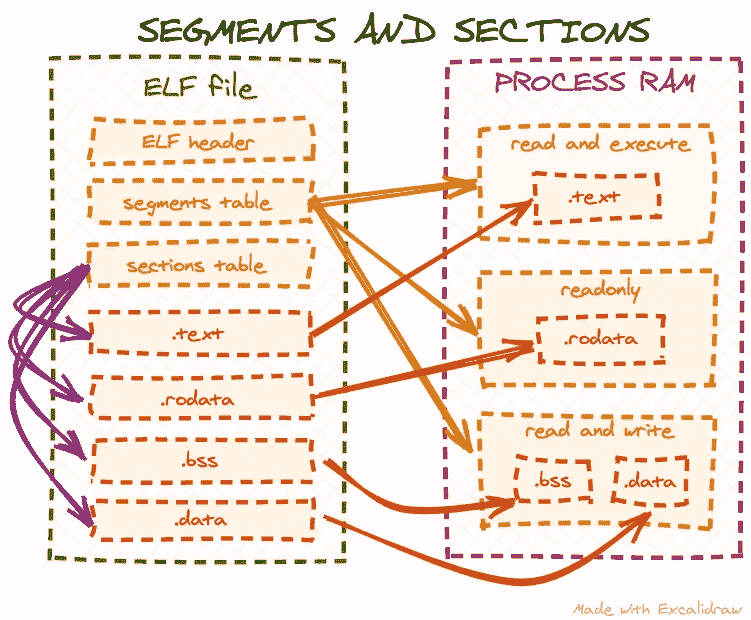 SEGMENTS AND SECTIONS
ELF file
ELF header
segments table
sections table
.text
.rodata
.bss
.data
PROCESS RAM
read and execute
.text
readonly
.rodata
read and write
.bss
.data
Made with Excalidraw